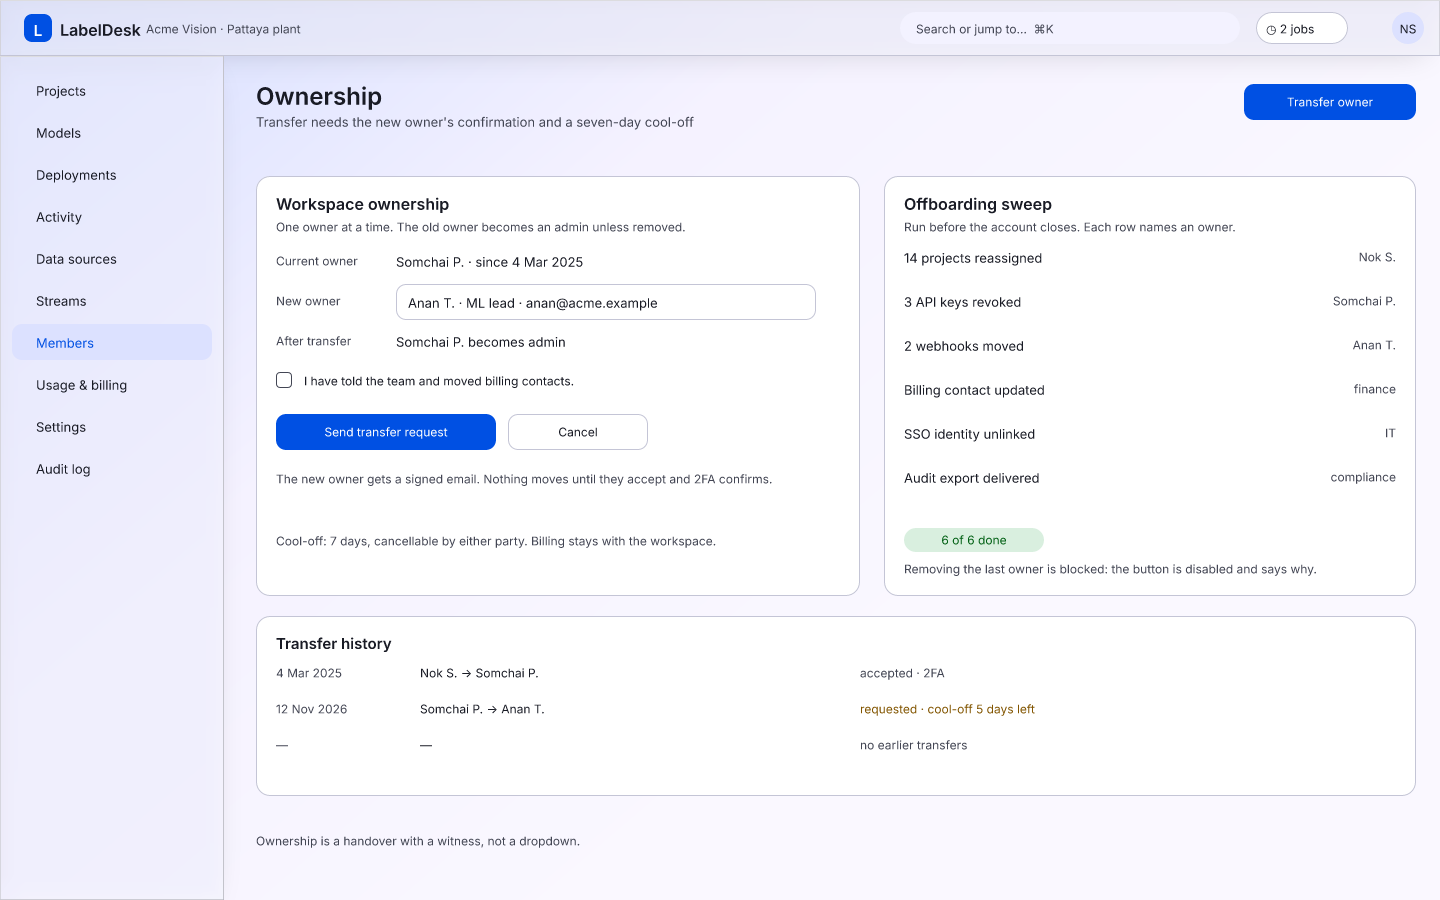 L LabelDesk Acme Vision · Pattaya plant
Search or jump to... ⌘K
◷ 2 jobs
NS
Projects
Models
Deployments
Activity
Data sources
Streams
Members
Usage & billing
Settings
Audit log
Ownership
Transfer needs the new owner's confirmation and a seven-day cool-off
Transfer owner
Workspace ownership
One owner at a time. The old owner becomes an admin unless removed.
Current owner Somchai P. · since 4 Mar 2025
New owner Anan T. · ML lead · anan@acme.example
After transfer Somchai P. becomes admin
I have told the team and moved billing contacts.
Send transfer request Cancel
The new owner gets a signed email. Nothing moves until they accept and 2FA confirms.
Cool-off: 7 days, cancellable by either party. Billing stays with the workspace.
Offboarding sweep
Run before the account closes. Each row names an owner.
14 projects reassigned Nok S.
3 API keys revoked Somchai P.
2 webhooks moved Anan T.
Billing contact updated finance
SSO identity unlinked IT
Audit export delivered compliance
6 of 6 done
Removing the last owner is blocked: the button is disabled and says why.
Transfer history
4 Mar 2025 Nok S. → Somchai P. accepted · 2FA
12 Nov 2026 Somchai P. → Anan T. requested · cool-off 5 days left
— — no earlier transfers
Ownership is a handover with a witness, not a dropdown.